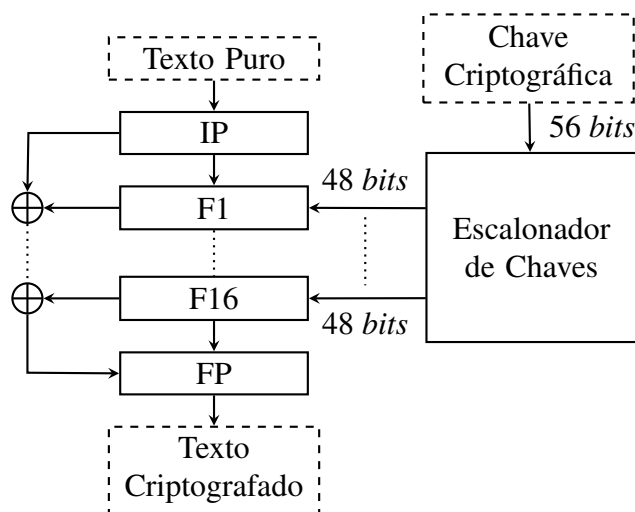 Texto Puro
Chave
Criptográfica
56 bits
IP
48 bits
F1
Escalonador
de Chaves
F16
48 bits
FP
Texto
Criptografado